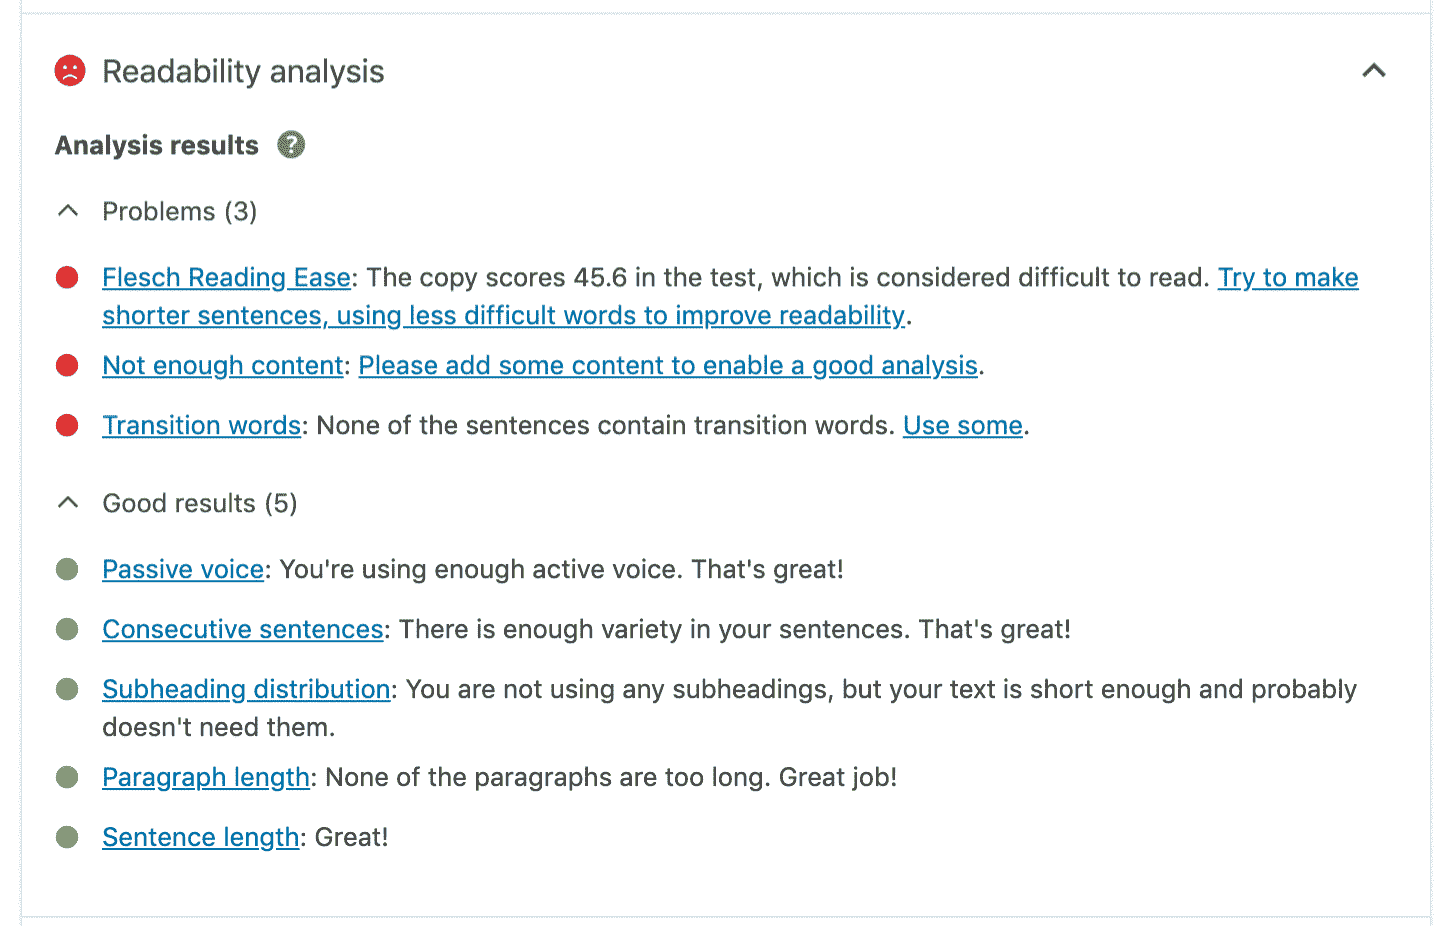 Readability analysis
Analysis results ?
Problems (3)
Flesch Reading Ease: The copy scores 45.6 in the test, which is considered difficult to read. Try to make
shorter sentences, using less difficult words to improve readability.
Not enough content: Please add some content to enable a good analysis.
Transition words: None of the sentences contain transition words. Use some.
Good results (5)
Passive voice: You're using enough active voice. That's great!
Consecutive sentences: There is enough variety in your sentences. That's great!
Subheading distribution: You are not using any subheadings, but your text is short enough and probably
doesn't need them.
Paragraph length: None of the paragraphs are too long. Great job!
Sentence length: Great!